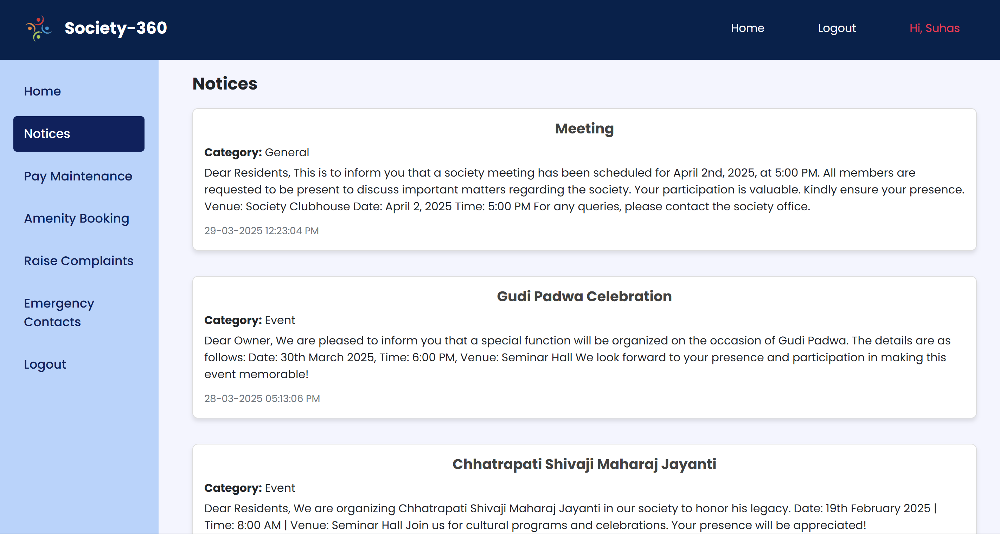 Society-360
Home
Logout
Hi, Suhas
Home
Notices
Pay Maintenance
Amenity Booking
Raise Complaints
Emergency
Contacts
Logout
Notices
Meeting
Category: General
Dear Residents, This is to inform you that a society meeting has been scheduled for April 2nd, 2025, at 5:00 PM. All members are
requested to be present to discuss important matters regarding the society. Your participation is valuable. Kindly ensure your presence.
Venue: Society Clubhouse Date: April 2, 2025 Time: 5:00 PM For any queries, please contact the society office.
29-03-2025 12:23:04 PM
Gudi Padwa Celebration
Category: Event
Dear Owner, We are pleased to inform you that a special function will be organized on the occasion of Gudi Padwa. The details are as
follows: Date: 30th March 2025, Time: 6:00 PM, Venue: Seminar Hall We look forward to your presence and participation in making this
event memorable!
28-03-2025 05:13:06 PM
Chhatrapati Shivaji Maharaj Jayanti
Category: Event
Dear Residents, We are organizing Chhatrapati Shivaji Maharaj Jayanti in our society to honor his legacy. Date: 19th February 2025 |
Time: 8:00 AM | Venue: Seminar Hall Join us for cultural programs and celebrations. Your presence will be appreciated!